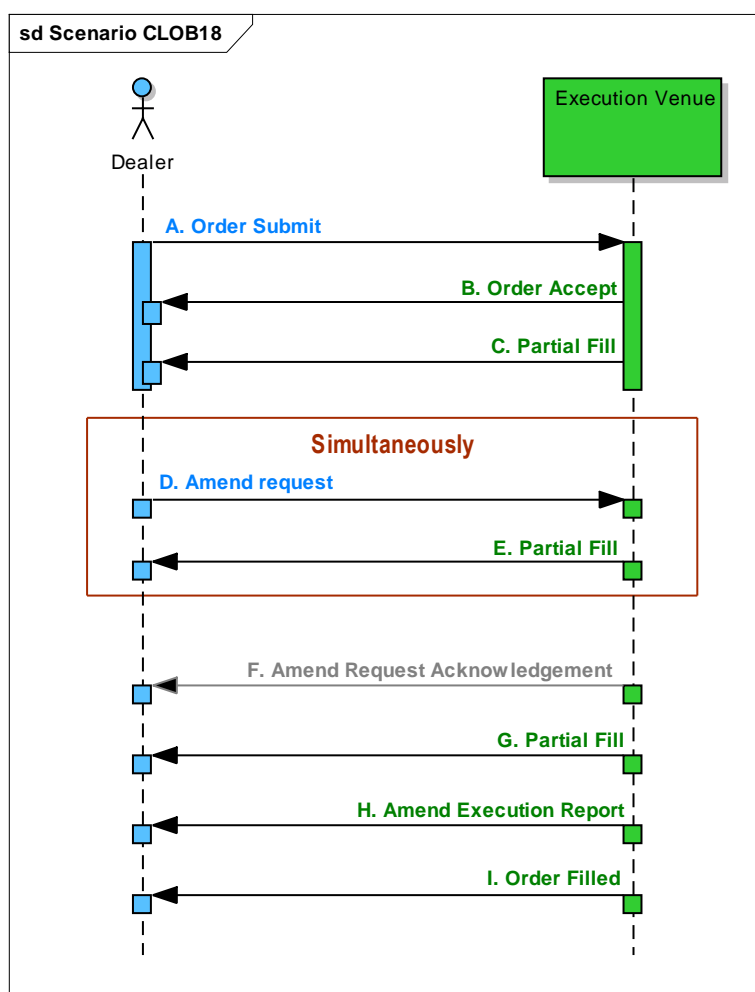 sd Scenario CLOB18
Dealer
Execution Venue
A. Order Submit
B. Order Accept
C. Partial Fill
Simultaneously
D. Amend request
E. Partial Fill
F. Amend Request Acknowledgement
G. Partial Fill
H. Amend Execution Report
I. Order Filled